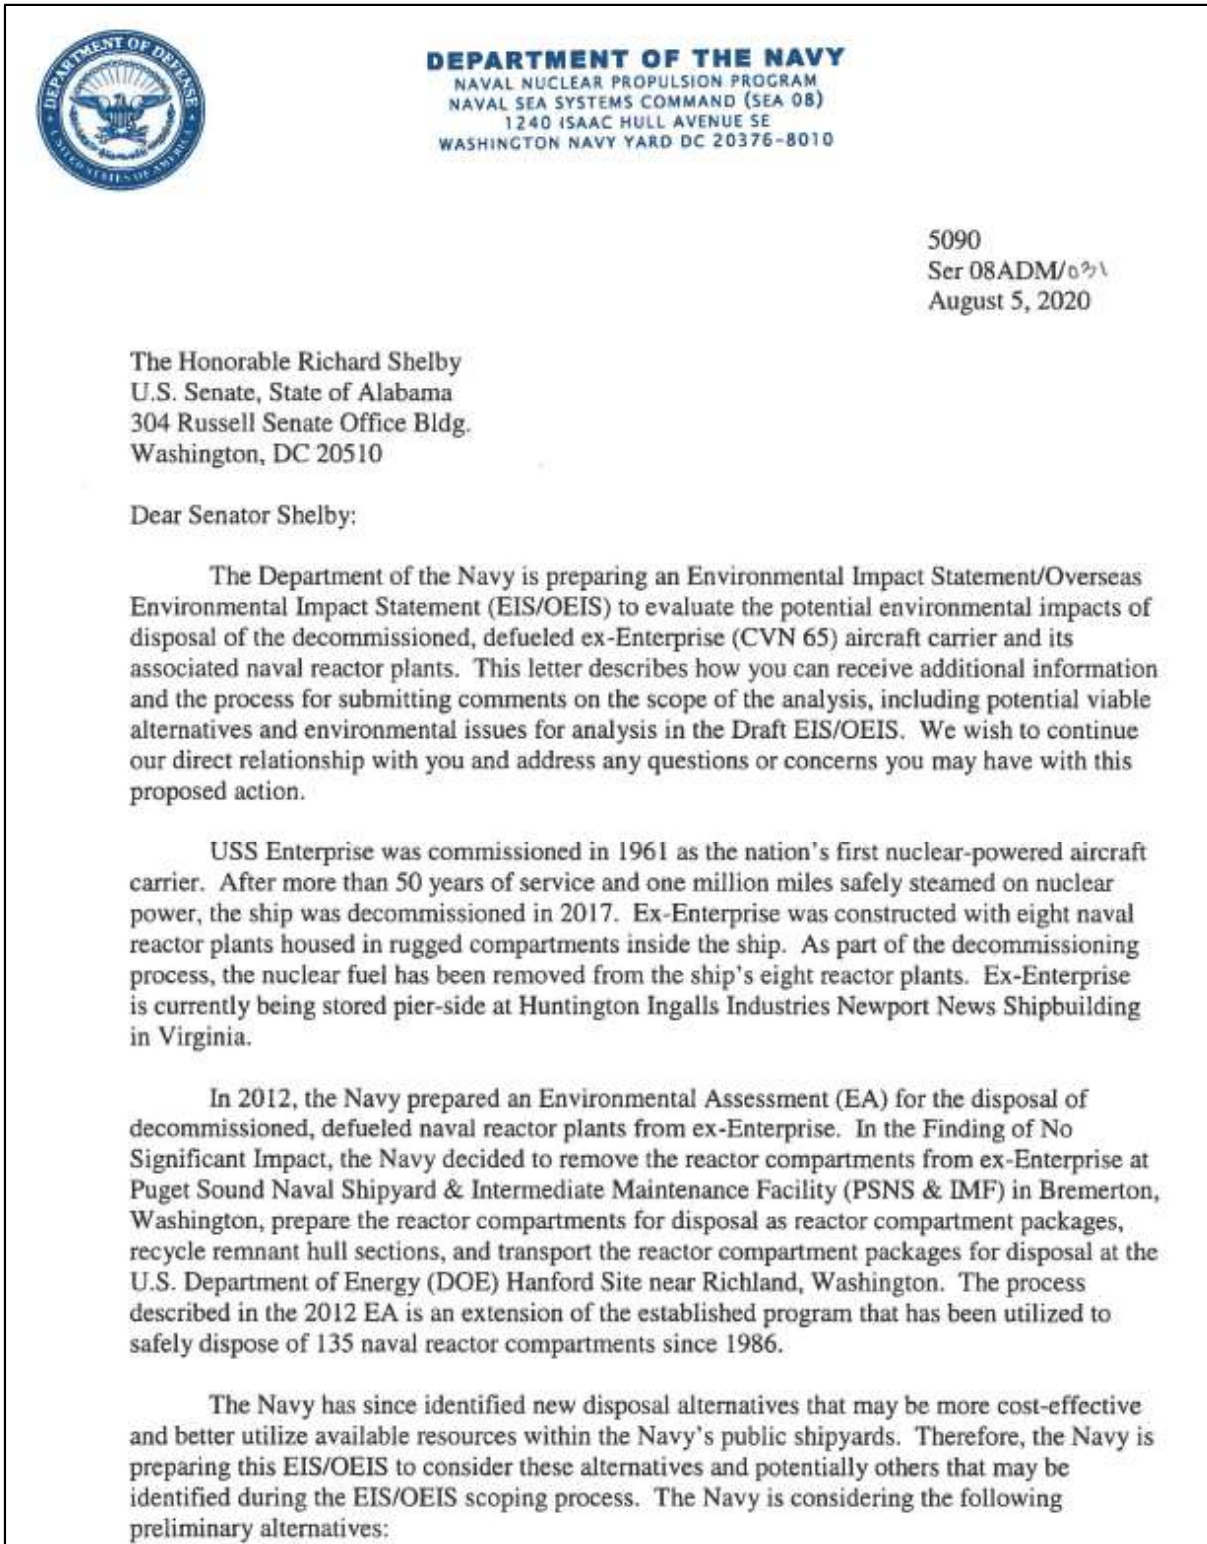 DEPARTMENT OF DEFENSE
UNITED STATES OF AMERICA
DEPARTMENT OF THE NAVY
NAVAL NUCLEAR PROPULSION PROGRAM
NAVAL SEA SYSTEMS COMMAND (SEA 08)
1240 ISAAC HULL AVENUE SE
WASHINGTON NAVY YARD DC 20376-8010
5090
Ser 08ADM/031
August 5, 2020
The Honorable Richard Shelby
U.S. Senate, State of Alabama
304 Russell Senate Office Bldg.
Washington, DC 20510
Dear Senator Shelby:
The Department of the Navy is preparing an Environmental Impact Statement/Overseas
Environmental Impact Statement (EIS/OEIS) to evaluate the potential environmental impacts of
disposal of the decommissioned, defueled ex-Enterprise (CVN 65) aircraft carrier and its
associated naval reactor plants. This letter describes how you can receive additional information
and the process for submitting comments on the scope of the analysis, including potential viable
alternatives and environmental issues for analysis in the Draft EIS/OEIS. We wish to continue
our direct relationship with you and address any questions or concerns you may have with this
proposed action.
USS Enterprise was commissioned in 1961 as the nation's first nuclear-powered aircraft
carrier. After more than 50 years of service and one million miles safely steamed on nuclear
power, the ship was decommissioned in 2017. Ex-Enterprise was constructed with eight naval
reactor plants housed in rugged compartments inside the ship. As part of the decommissioning
process, the nuclear fuel has been removed from the ship's eight reactor plants. Ex-Enterprise
is currently being stored pier-side at Huntington Ingalls Industries Newport News Shipbuilding
in Virginia.
In 2012, the Navy prepared an Environmental Assessment (EA) for the disposal of
decommissioned, defueled naval reactor plants from ex-Enterprise. In the Finding of No
Significant Impact, the Navy decided to remove the reactor compartments from ex-Enterprise at
Puget Sound Naval Shipyard & Intermediate Maintenance Facility (PSNS & IMF) in Bremerton,
Washington, prepare the reactor compartments for disposal as reactor compartment packages,
recycle remnant hull sections, and transport the reactor compartment packages for disposal at the
U.S. Department of Energy (DOE) Hanford Site near Richland, Washington. The process
described in the 2012 EA is an extension of the established program that has been utilized to
safely dispose of 135 naval reactor compartments since 1986.
The Navy has since identified new disposal alternatives that may be more cost-effective
and better utilize available resources within the Navy's public shipyards. Therefore, the Navy is
preparing this EIS/OEIS to consider these alternatives and potentially others that may be
identified during the EIS/OEIS scoping process. The Navy is considering the following
preliminary alternatives: